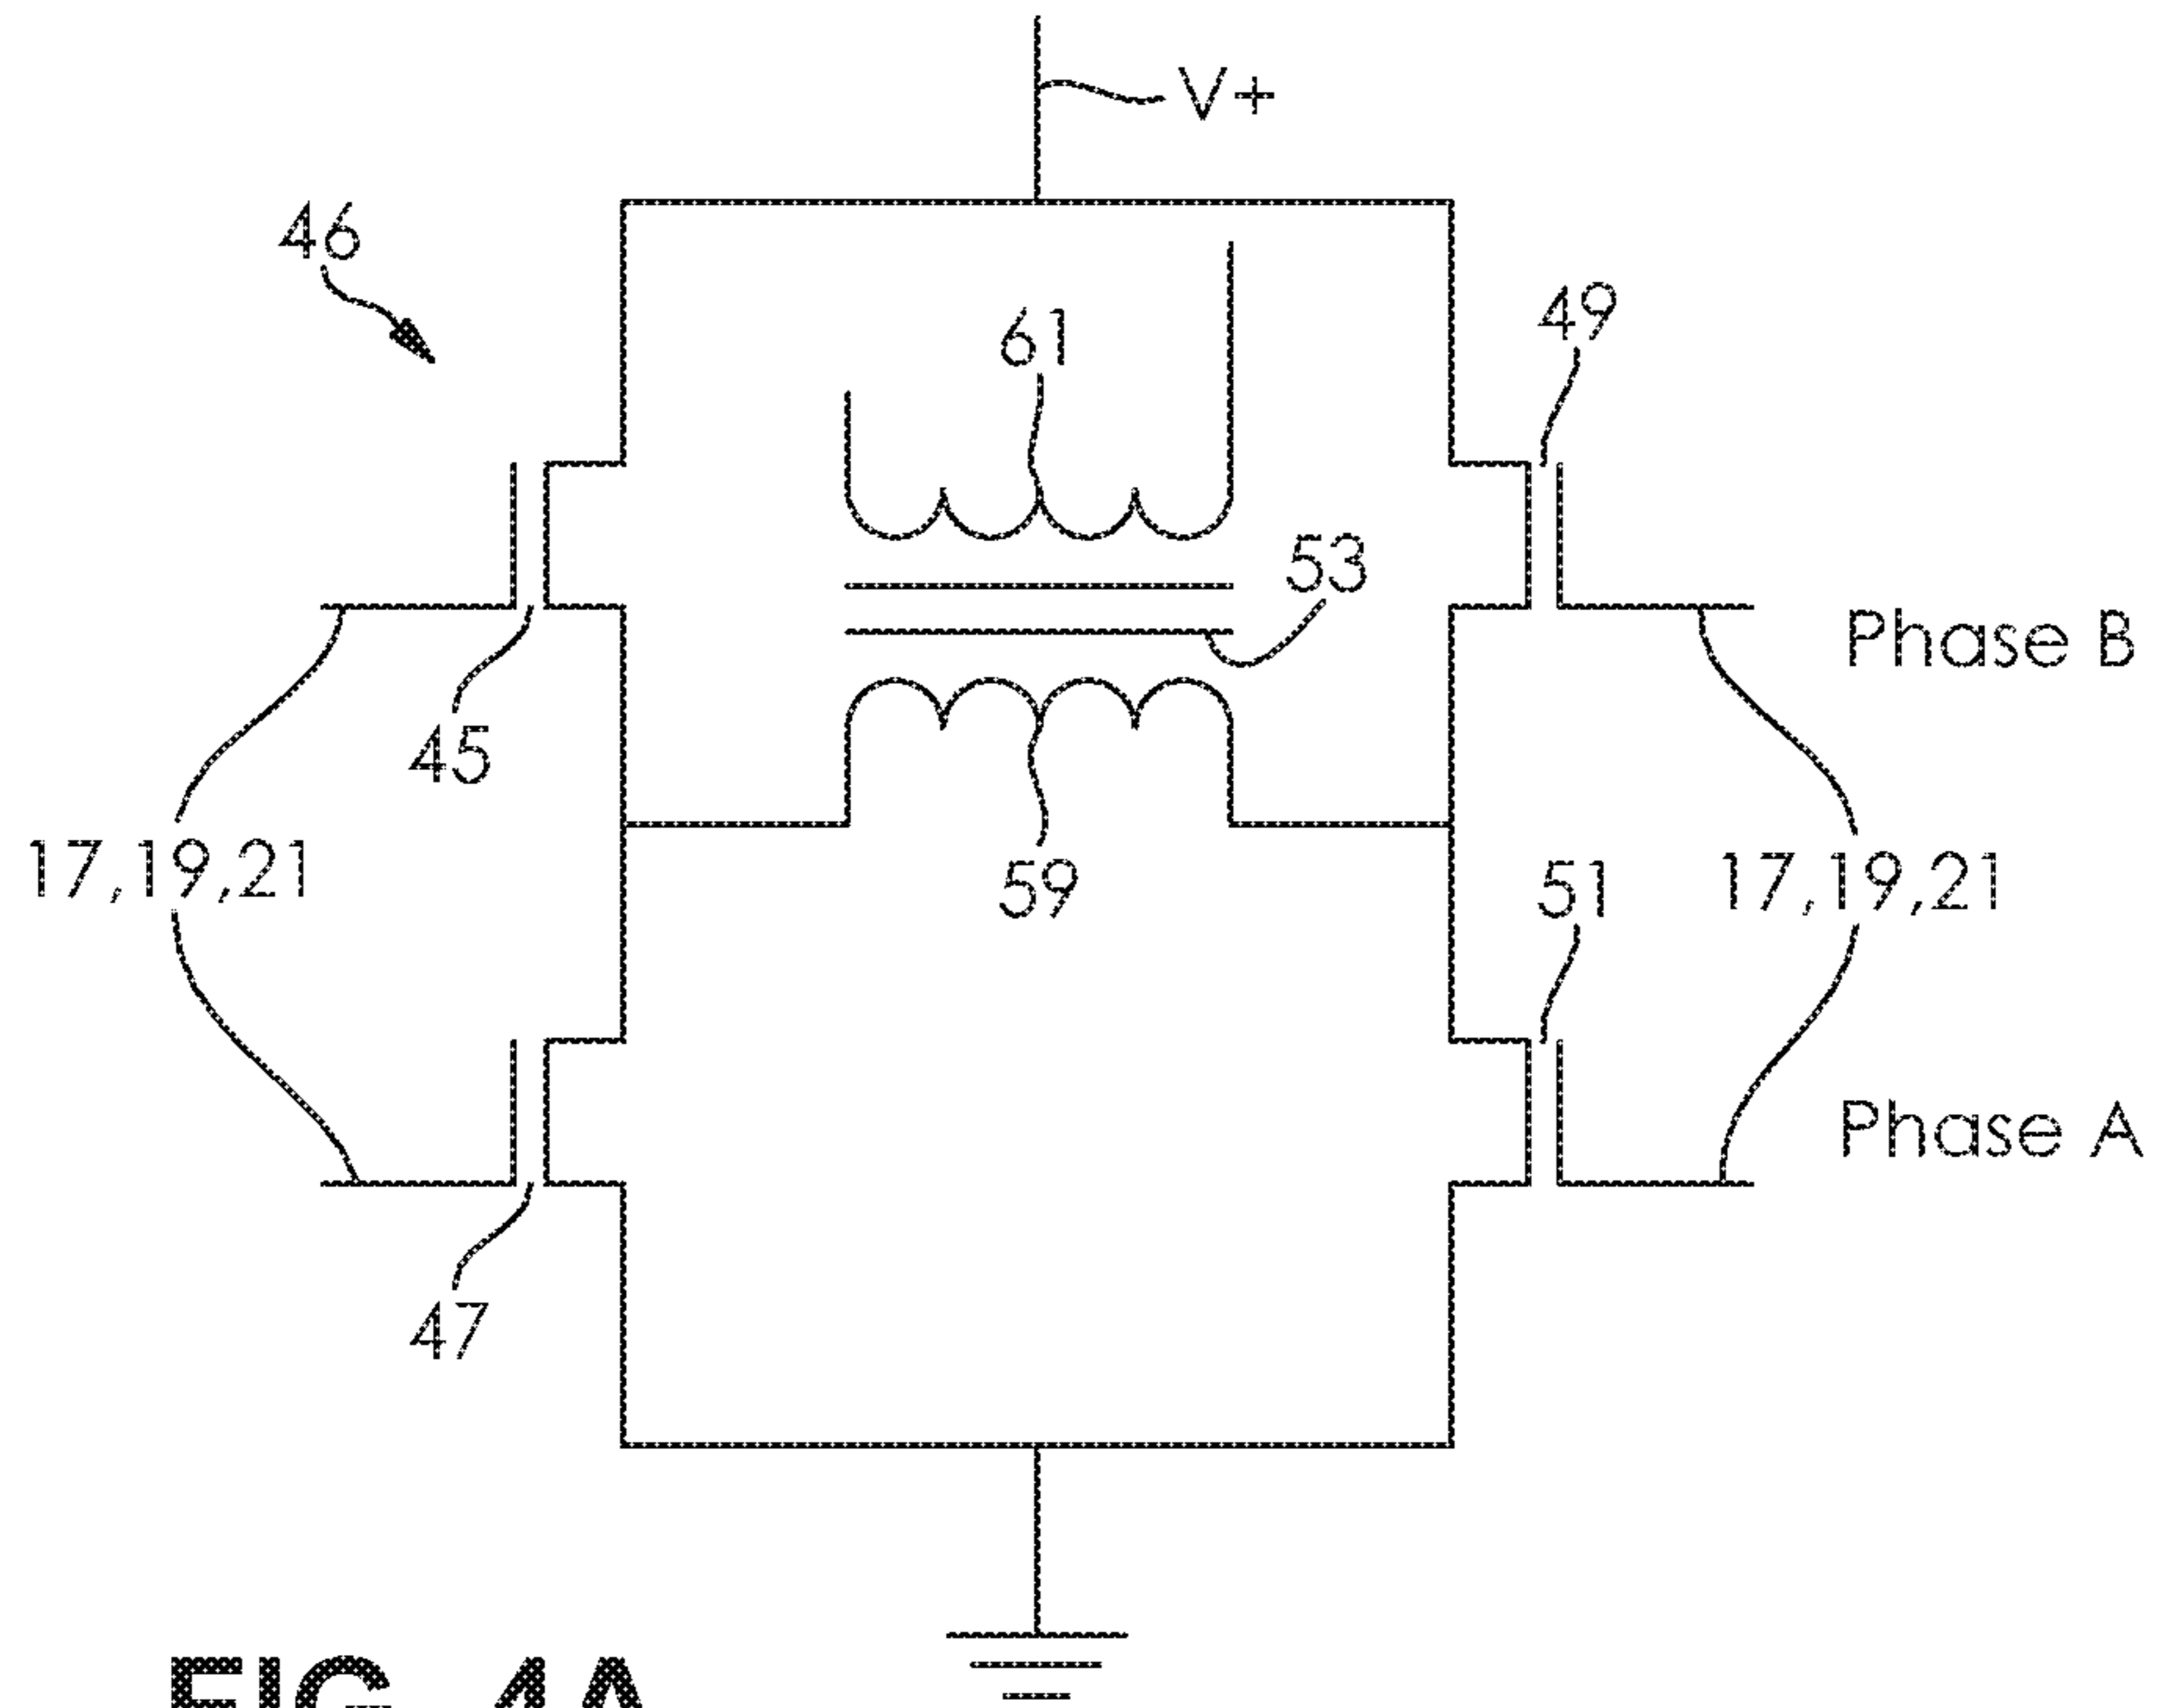 V+
46
49
61
53
Phase B
45
17,19,21
59
51
17,19,21
Phase A
47
FIG. 4A